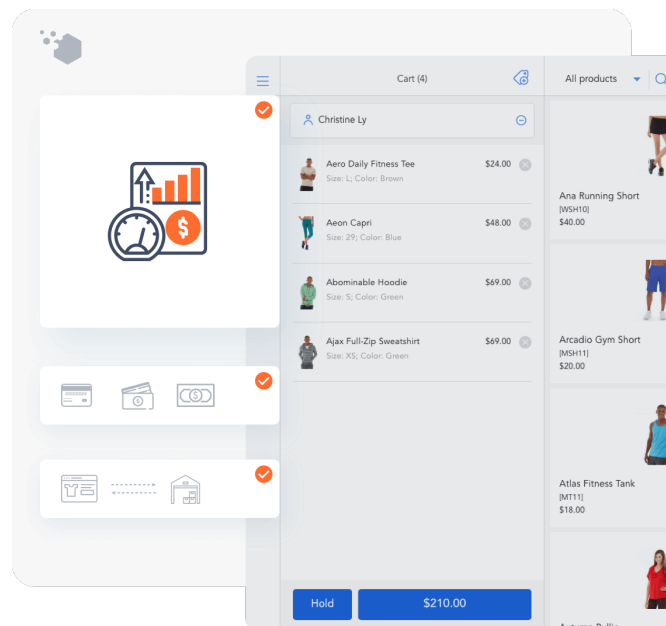 Cart (4)
All products
Christine Ly
Aero Daily Fitness Tee
$24.00
Size: L; Color: Brown
Aeon Capri
$48.00
Size: 29; Color: Blue
Abominable Hoodie
$69.00
Size: S; Color: Green
Ajax Full-Zip Sweatshirt
$69.00
Size: XS; Color: Green
Hold
$210.00
Ana Running Short
[WSH10]
$40.00
Arcadio Gym Short
[MSH11]
$20.00
Atlas Fitness Tank
[MT11]
$18.00